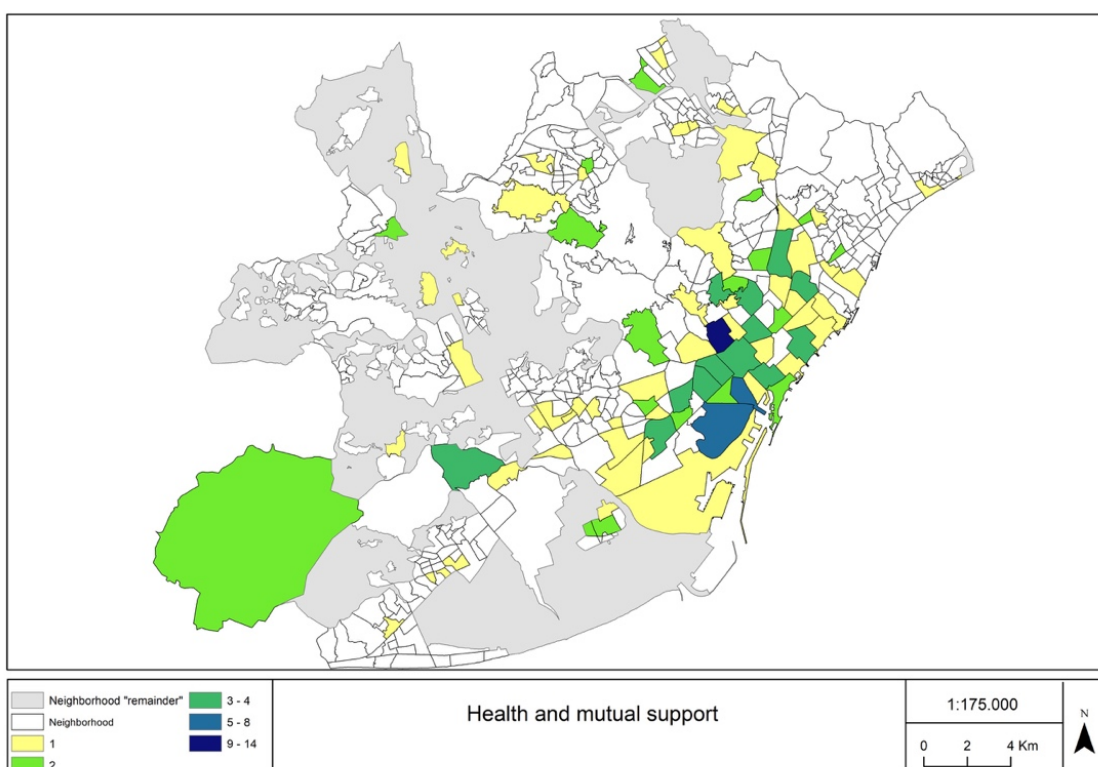 Neighborhood "remainder"
Neighborhood
1
2
3 - 4
5 - 8
9 - 14
Health and mutual support
1:175.000
0 2 4 Km
N